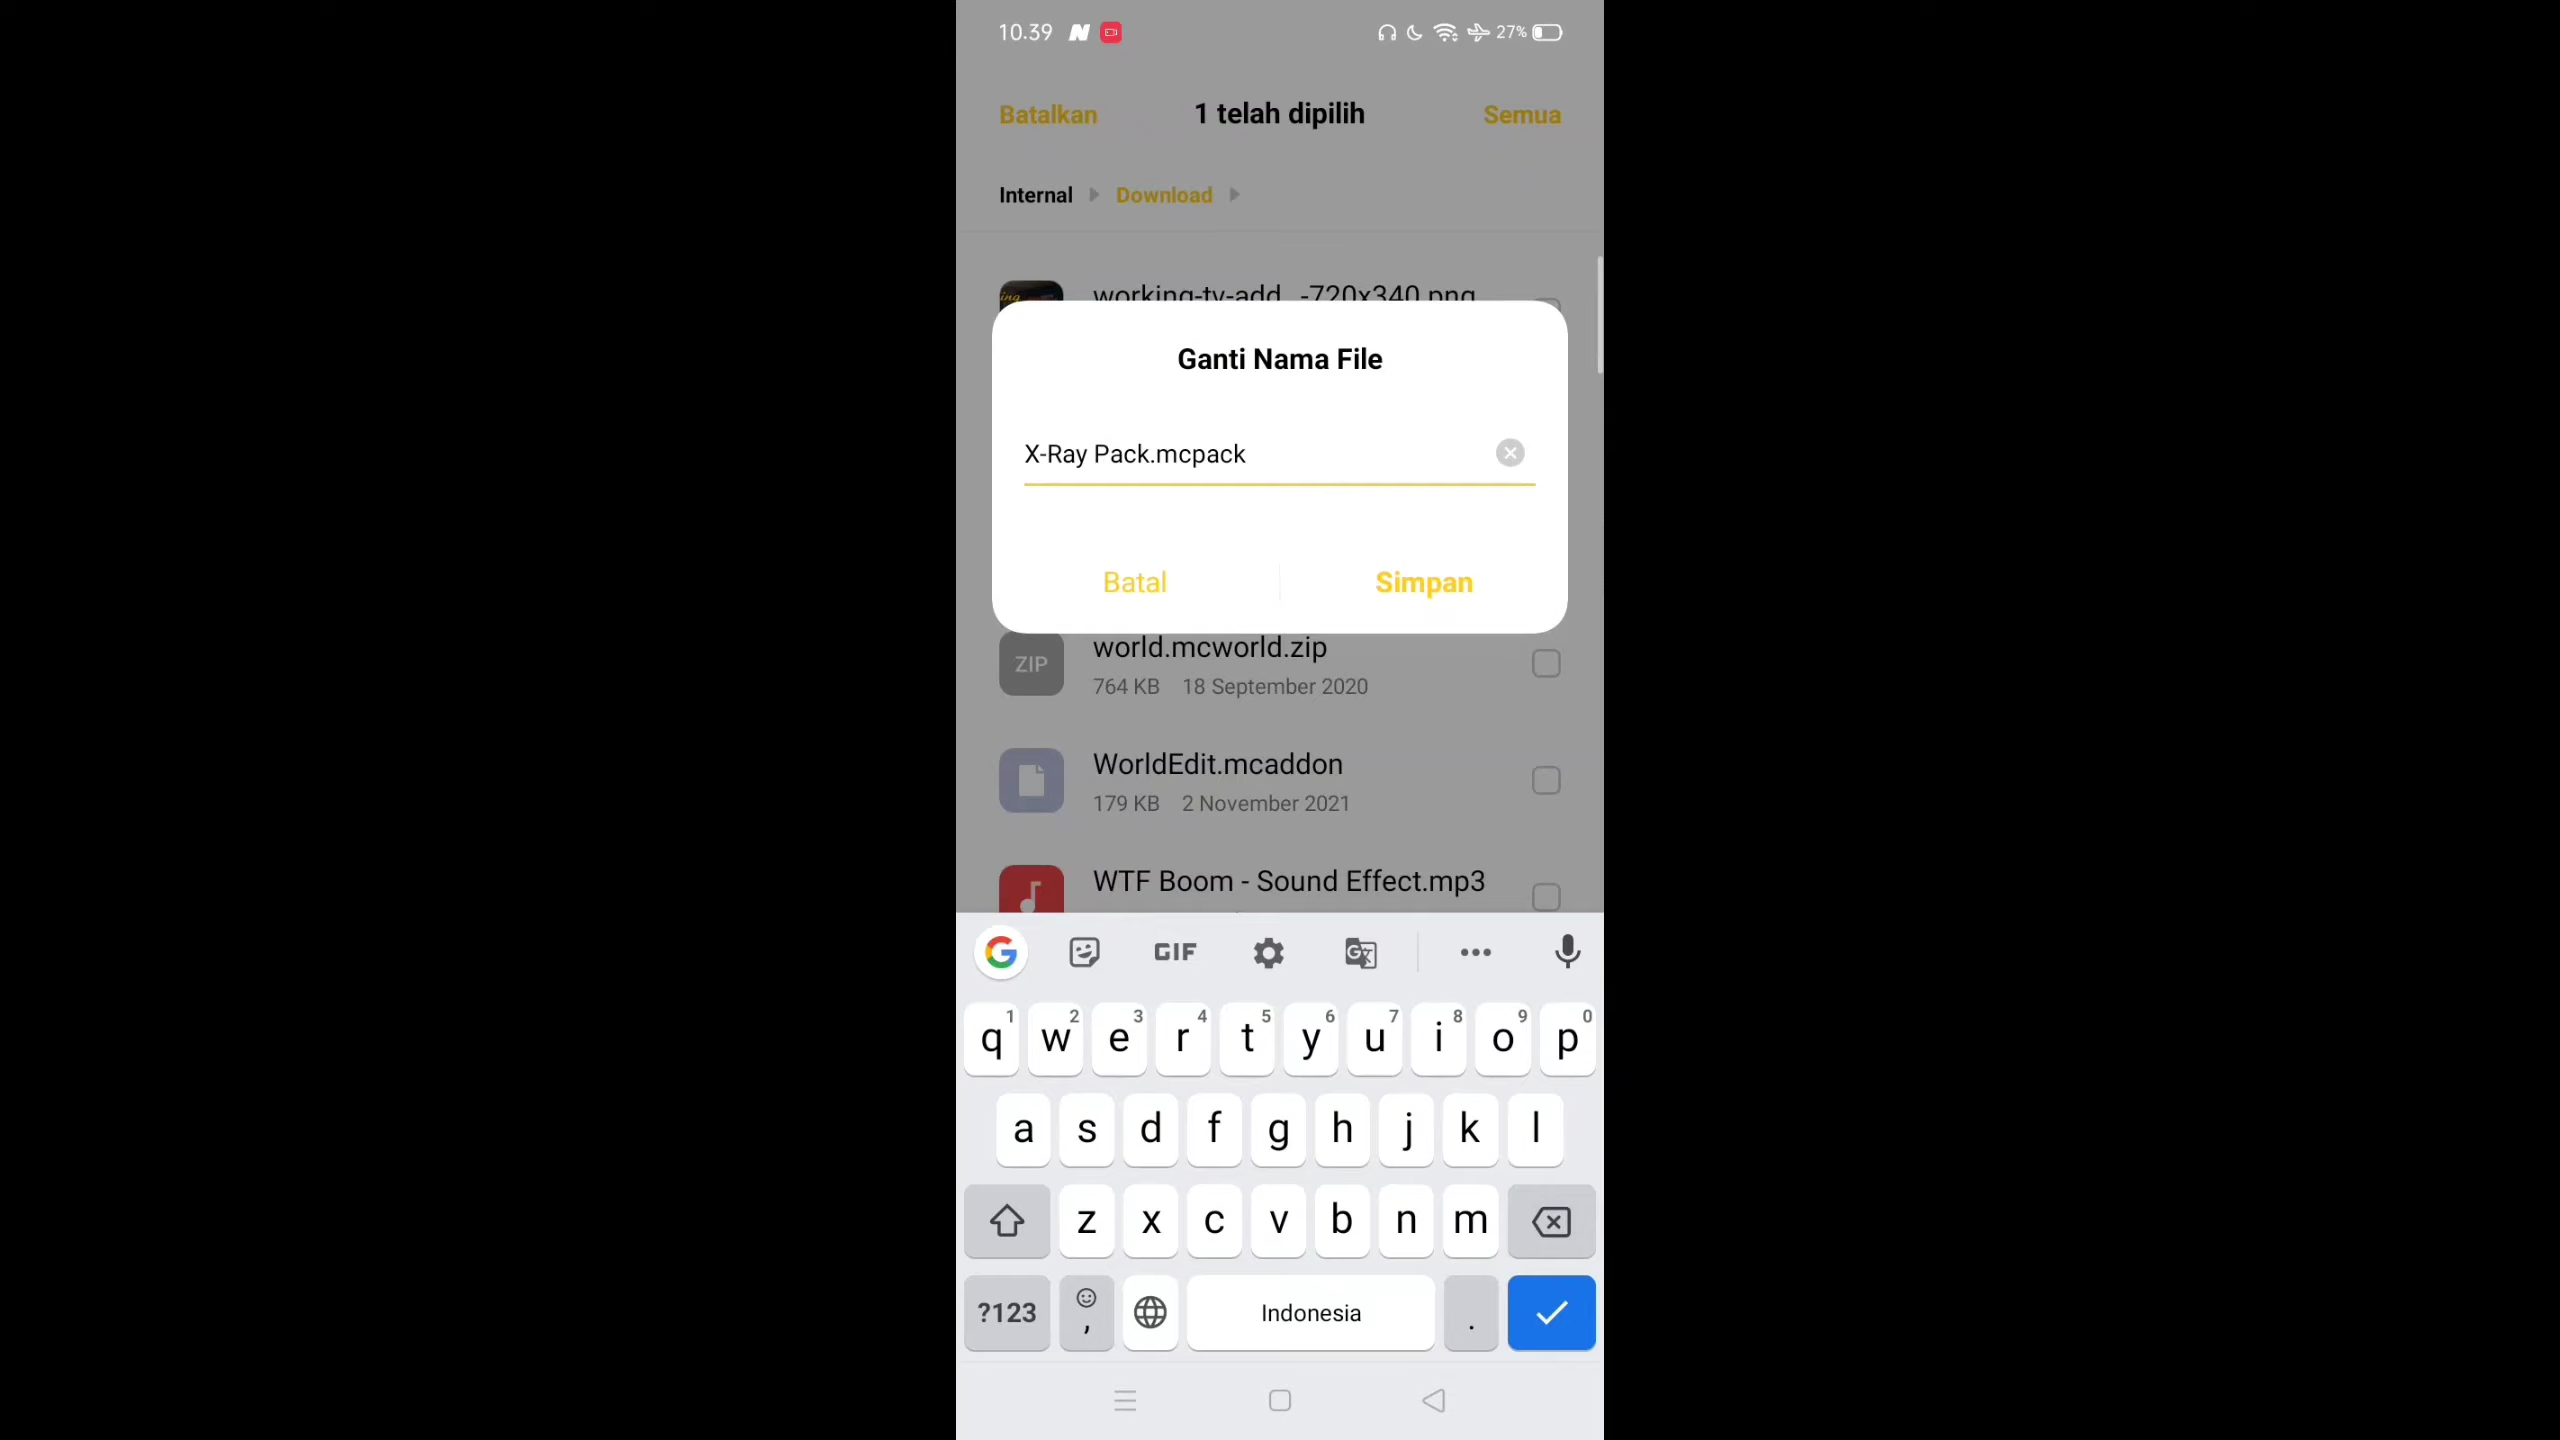 10.39
27%
Batalkan
1 telah dipilih
Semua
Internal
Download
working-tv-add...-720x340.png
Ganti Nama File
X-Ray Pack.mcpack
Batal
Simpan
ZIP
world.mcworld.zip
764 KB 18 September 2020
WorldEdit.mcaddon
179 KB 2 November 2021
WTF Boom - Sound Effect.mp3
G GIF G
q1 w2 e3 r4 t5 y6 u7 i8 o9 p0
a s d f g h j k l
z x c v b n m
?123 , Indonesia .